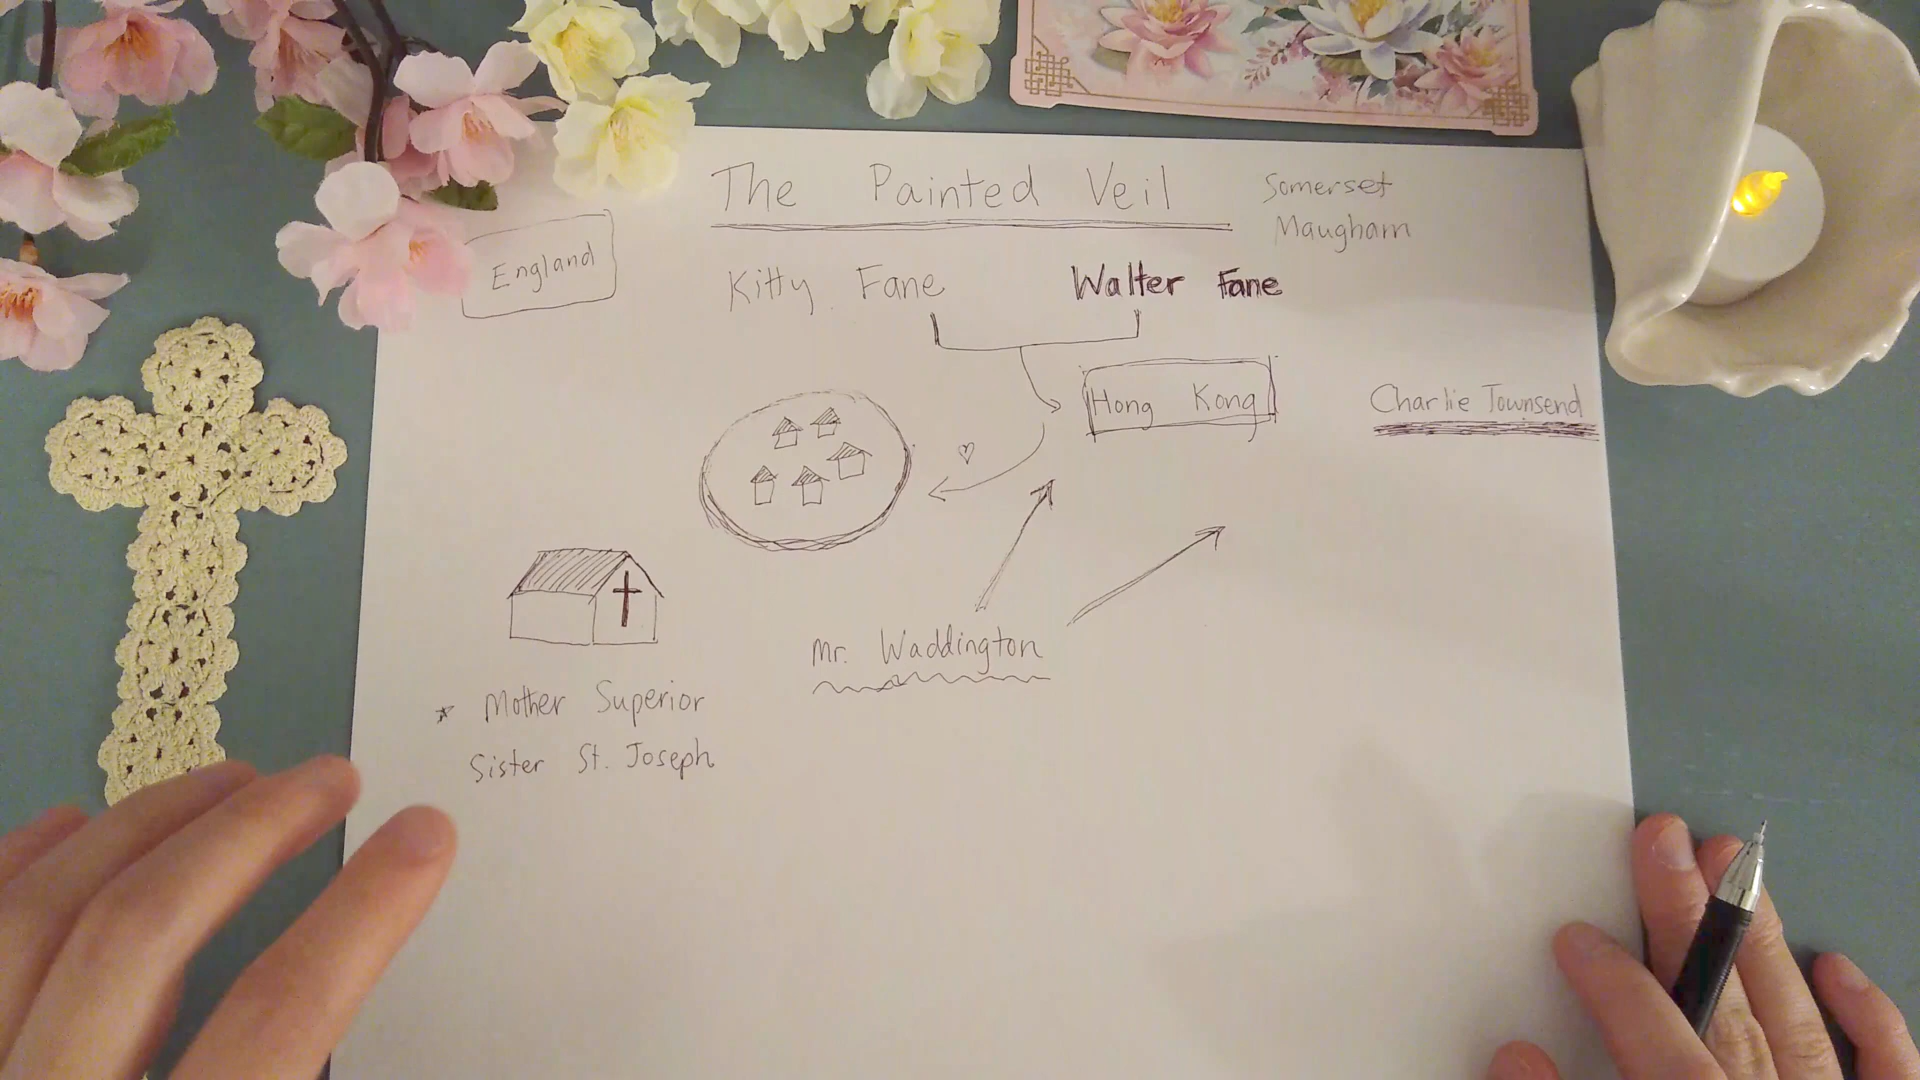 The Painted Veil
Somerset
Maugham
England
Kitty Fane
Walter Fane
Hong Kong
Charlie Townsend
Mr. Waddington
Mother Superior
Sister St. Joseph